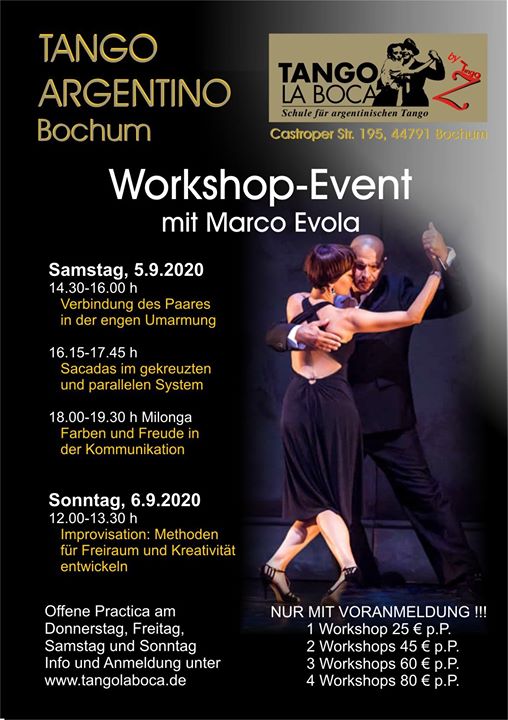 TANGO
ARGENTINO
Bochum
TANGO
LA BOCA
Schule für argentinischen Tango
by Tango
Castroper Str. 195, 44791 Bochum
Workshop-Event
mit Marco Evola
Samstag, 5.9.2020
14.30-16.00 h
Verbindung des Paares
in der engen Umarmung
16.15-17.45 h
Sacadas im gekreuzten
und parallelen System
18.00-19.30 h Milonga
Farben und Freude in
der Kommunikation
Sonntag, 6.9.2020
12.00-13.30 h
Improvisation: Methoden
für Freiraum und Kreativität
entwickeln
Offene Practica am
Donnerstag, Freitag,
Samstag und Sonntag
Info und Anmeldung unter
www.tangolaboca.de
NUR MIT VORANMELDUNG !!!
1 Workshop 25 € p.P.
2 Workshops 45 € p.P.
3 Workshops 60 € p.P.
4 Workshops 80 € p.P.